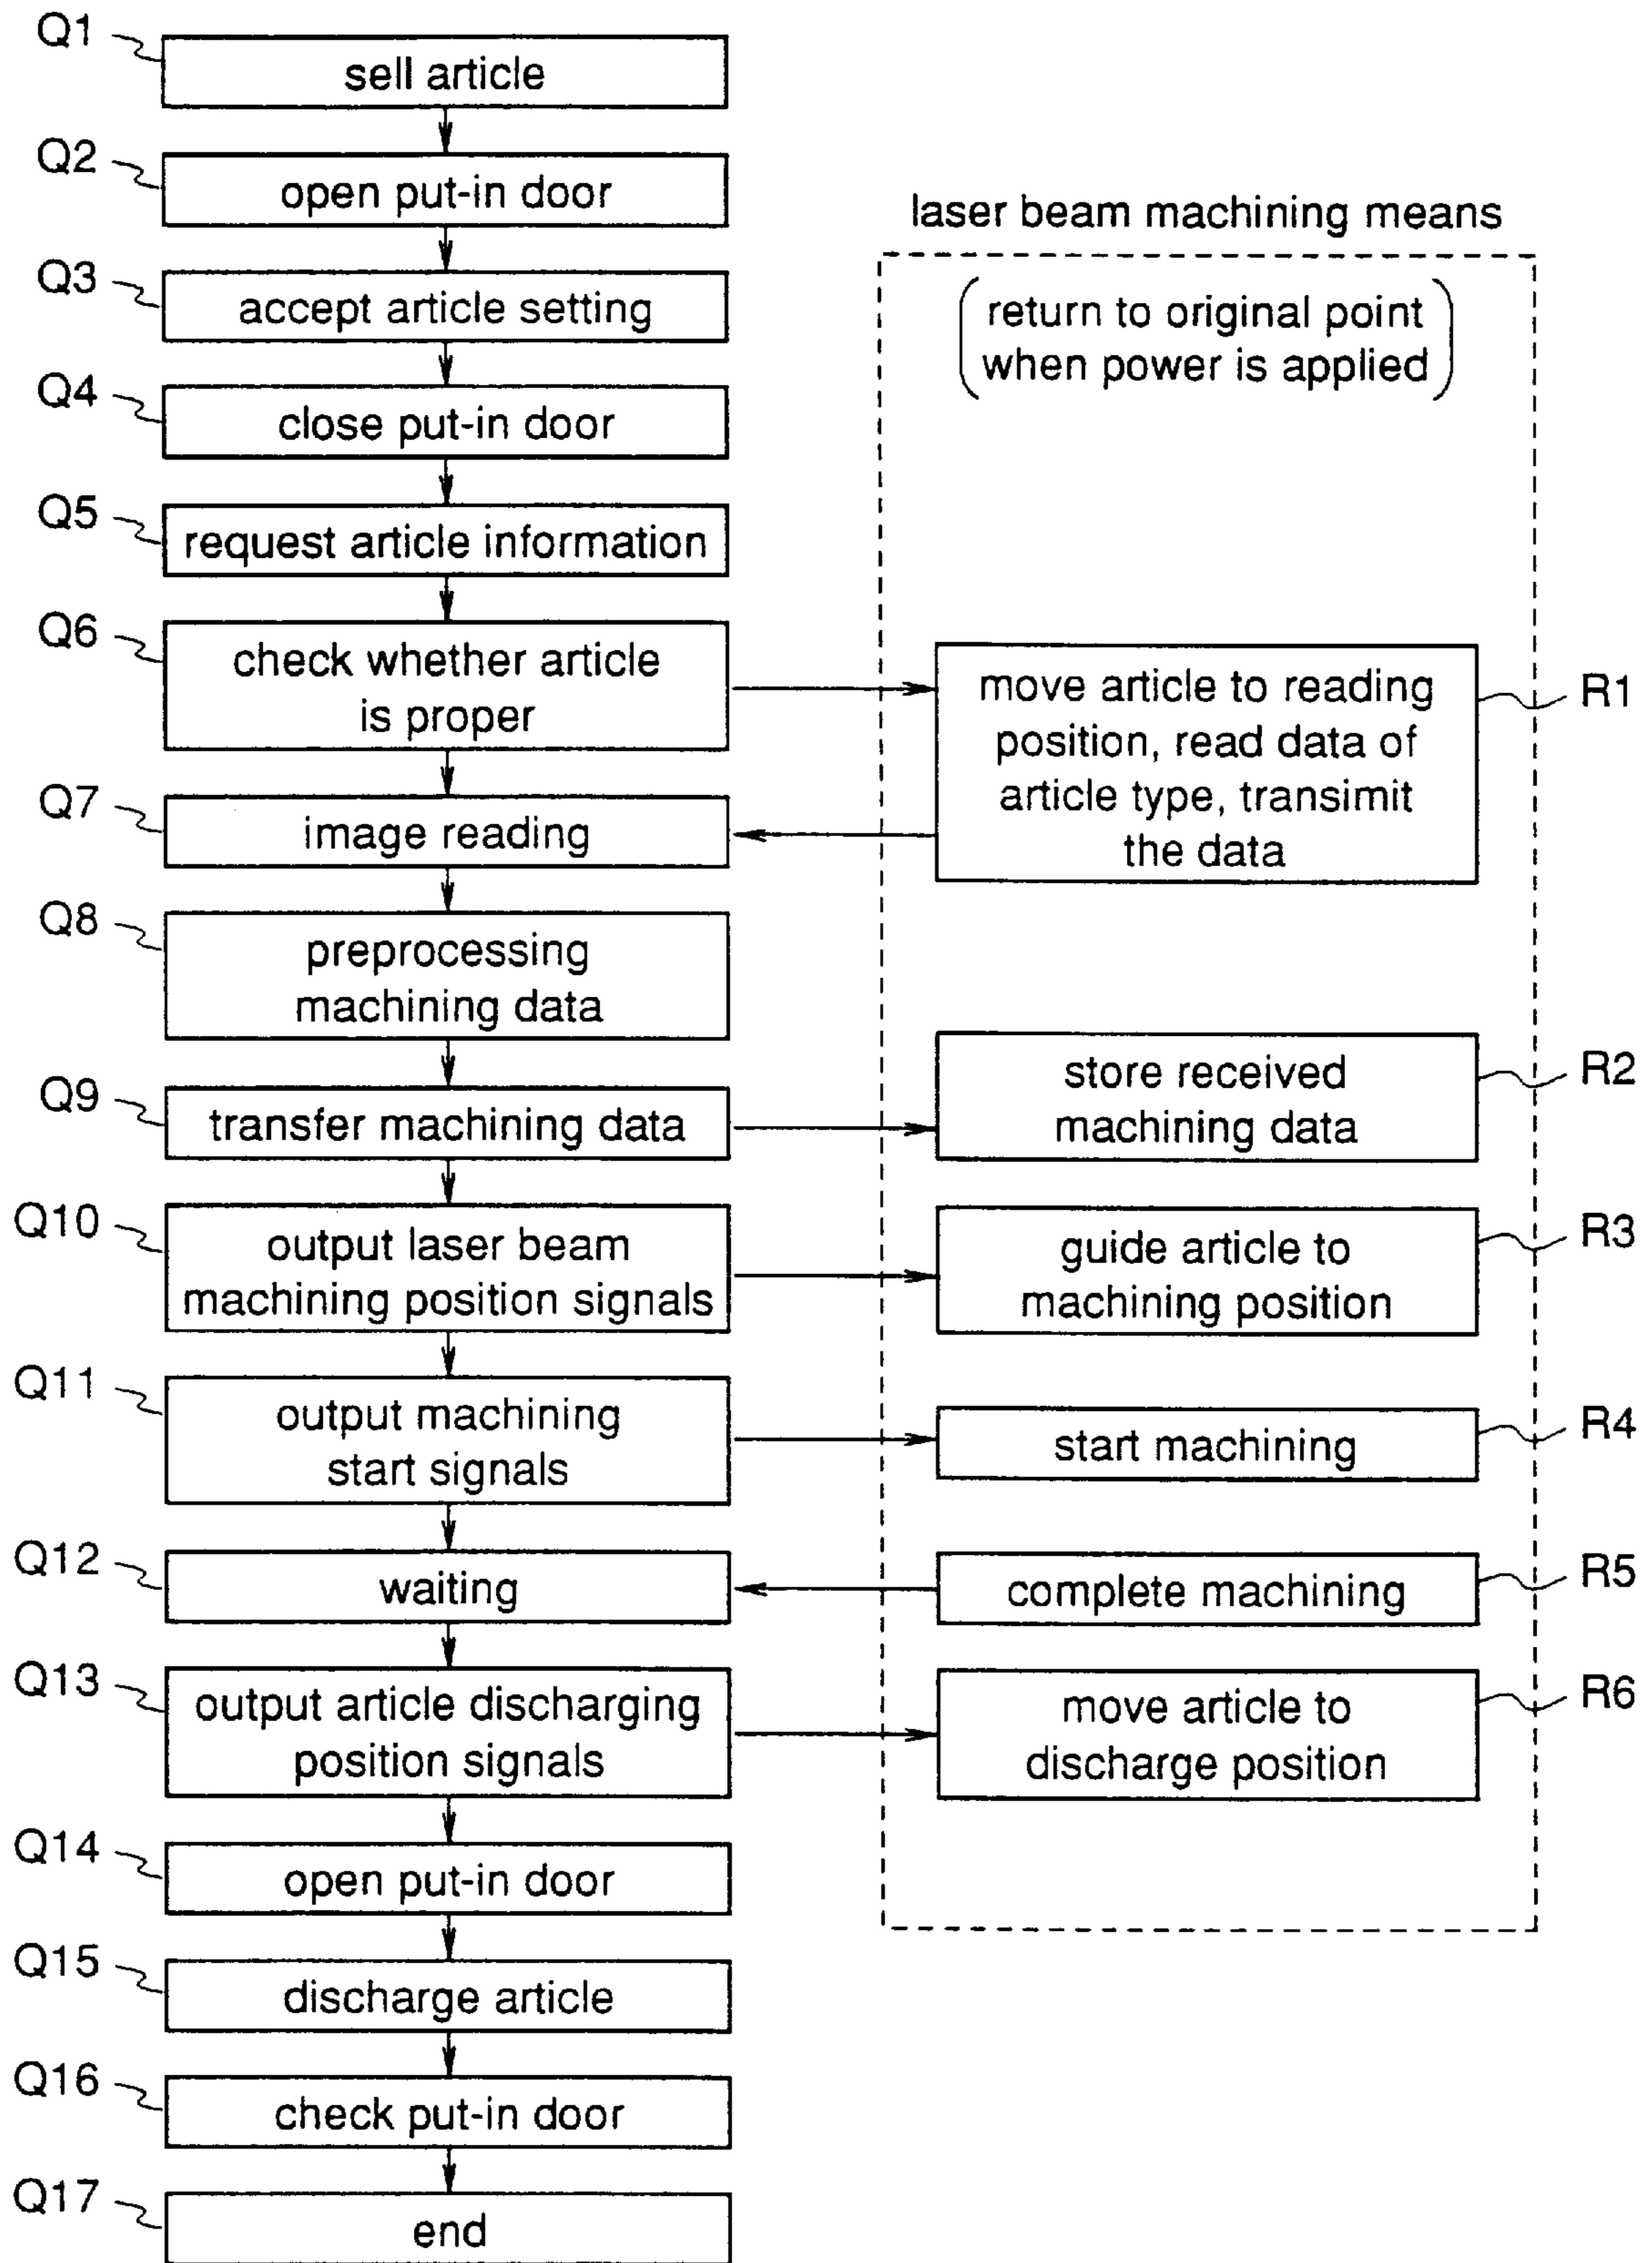 Q1
sell article
Q2
open put-in door
Q3
accept article setting
Q4
close put-in door
Q5
request article information
Q6
check whether article
is proper
Q7
image reading
Q8
preprocessing
machining data
Q9
transfer machining data
Q10
output laser beam
machining position signals
Q11
output machining
start signals
Q12
waiting
Q13
output article discharging
position signals
Q14
open put-in door
Q15
discharge article
Q16
check put-in door
Q17
end
laser beam machining means
(return to original point
when power is applied)
move article to reading
position, read data of
article type, transimit
the data
R1
store received
machining data
R2
guide article to
machining position
R3
start machining
R4
complete machining
R5
move article to
discharge position
R6